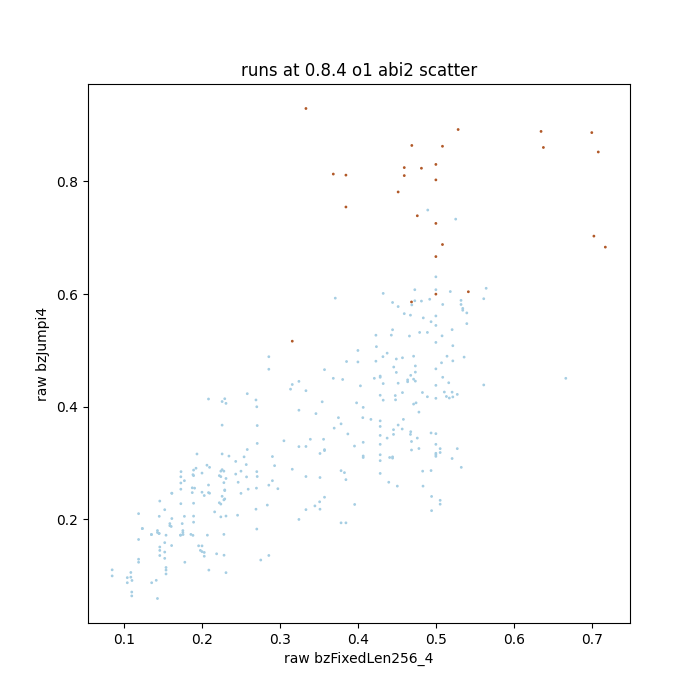 runs at 0.8.4 o1 abi2 scatter
raw bzJumpi4
0.8
0.6
0.4
0.2
0.1 0.2 0.3 0.4 0.5 0.6 0.7
raw bzFixedLen256_4